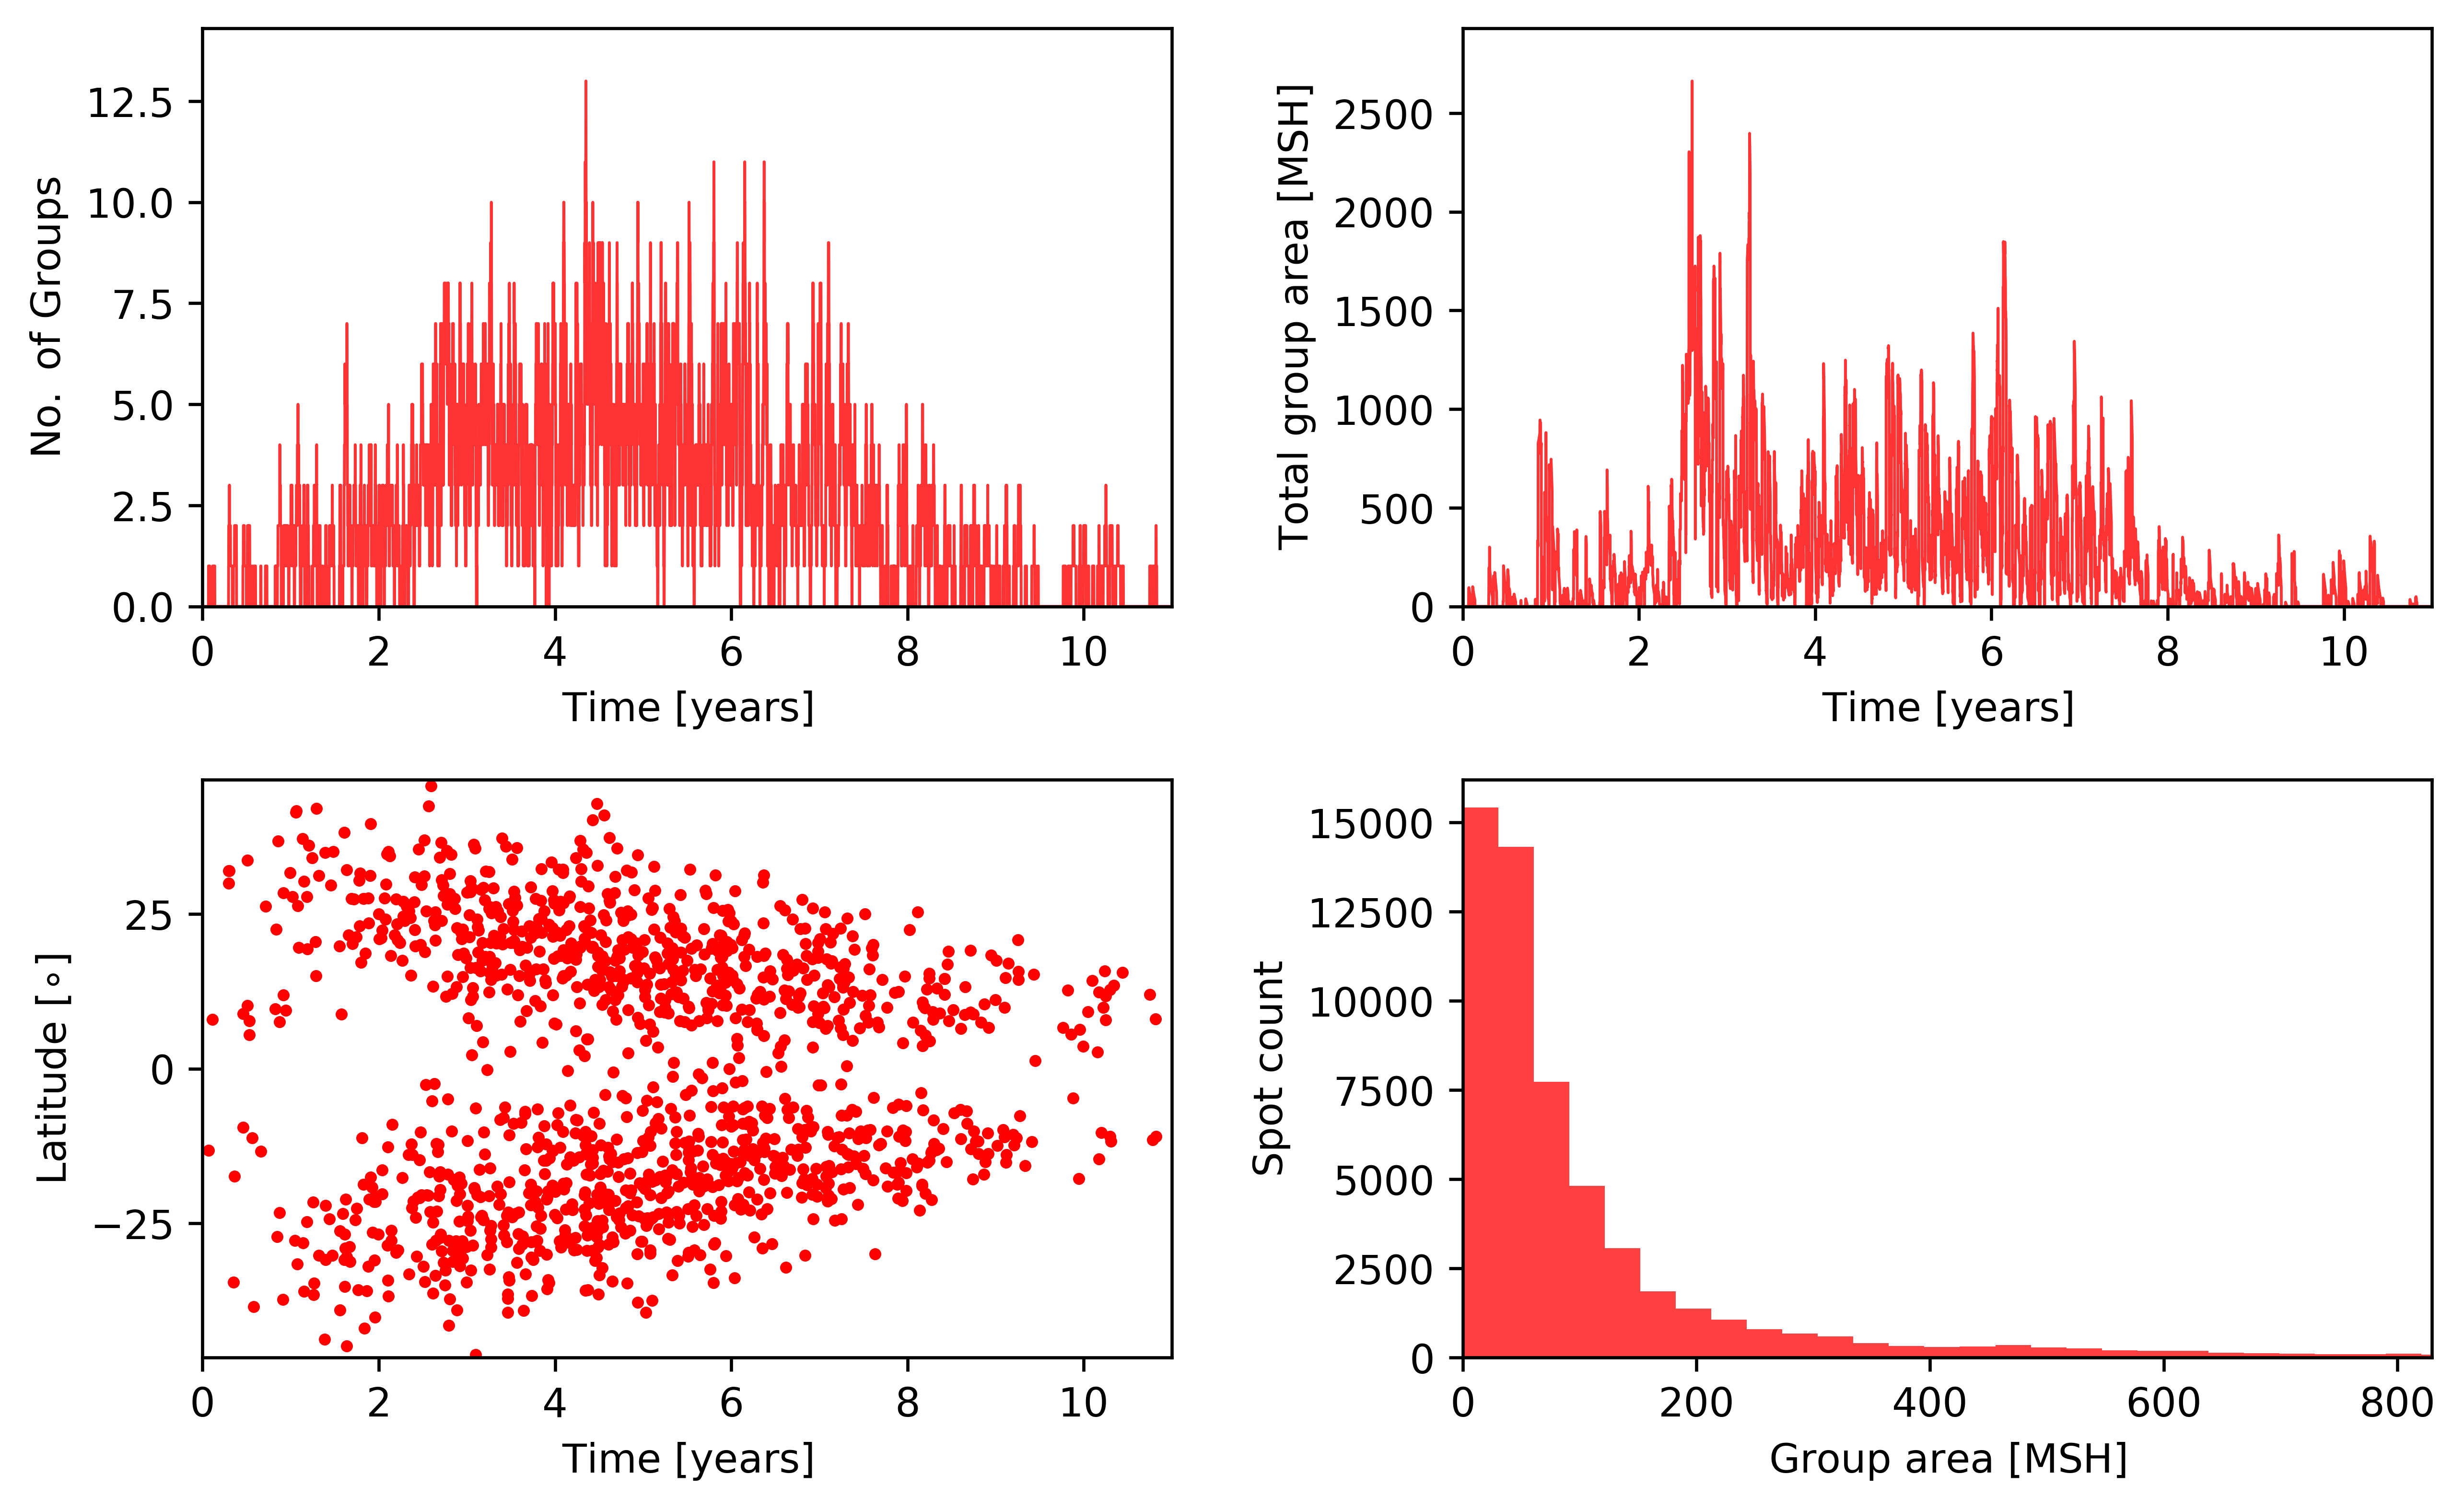 12.5
10.0
7.5
5.0
2.5
0.0
No. of Groups
0 2 4 6 8 10
Time [years]
2500
2000
1500
1000
500
0
Total group area [MSH]
0 2 4 6 8 10
Time [years]
25
0
−25
Latitude [∘]
0 2 4 6 8 10
Time [years]
15000
12500
10000
7500
5000
2500
0
Spot count
0 200 400 600 800
Group area [MSH]